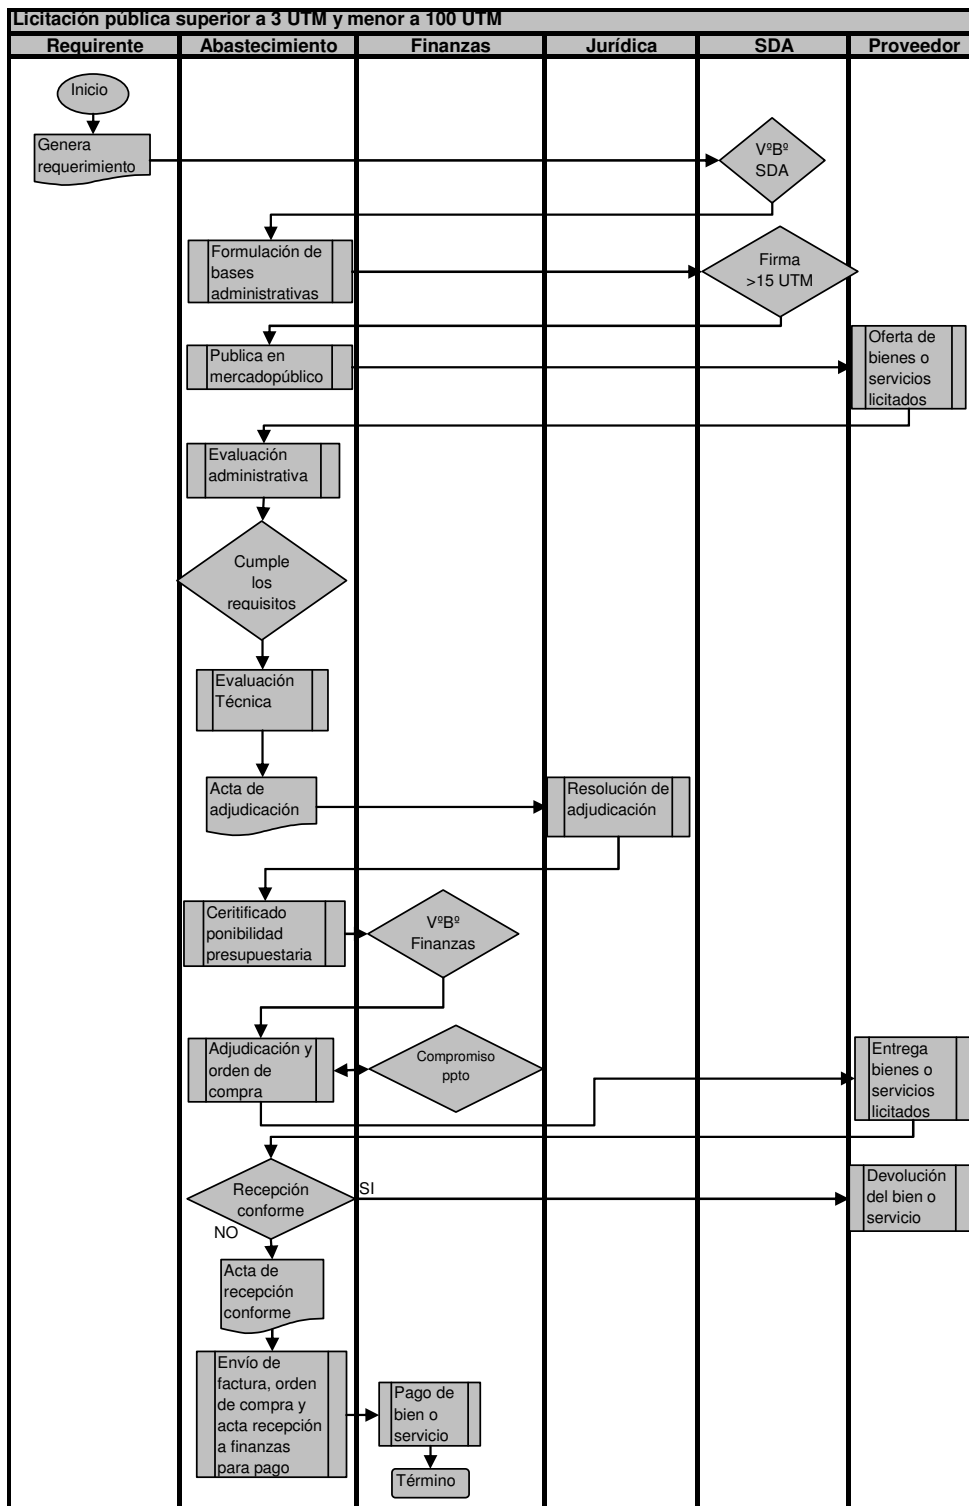 Licitación pública superior a 3 UTM y menor a 100 UTM
Requirente Abastecimiento Finanzas Jurídica SDA Proveedor
Inicio
Genera
requerimiento
VºBº
SDA
Formulación de
bases
administrativas
Firma
>15 UTM
Publica en
mercadopúblico
Oferta de
bienes o
servicios
licitados
Evaluación
administrativa
Cumple
los
requisitos
Evaluación
Técnica
Acta de
adjudicación
Resolución de
adjudicación
Ceritificado
ponibilidad
presupuestaria
VºBº
Finanzas
Adjudicación y
orden de
compra
Compromiso
ppto
Entrega
bienes o
servicios
licitados
Recepción
conforme
SI
NO
Devolución
del bien o
servicio
Acta de
recepción
conforme
Envío de
factura, orden
de compra y
acta recepción
a finanzas
para pago
Pago de
bien o
servicio
Término